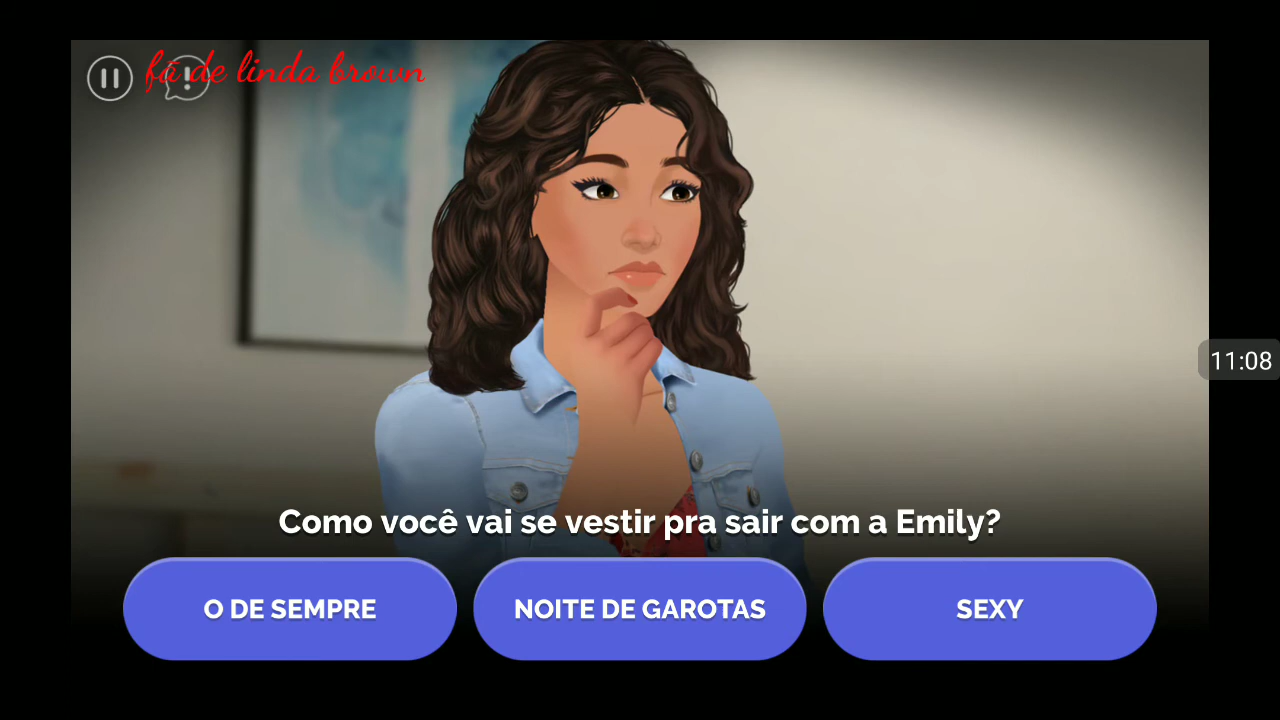 fã de linda brown
11:08
Como você vai se vestir pra sair com a Emily?
O DE SEMPRE
NOITE DE GAROTAS
SEXY